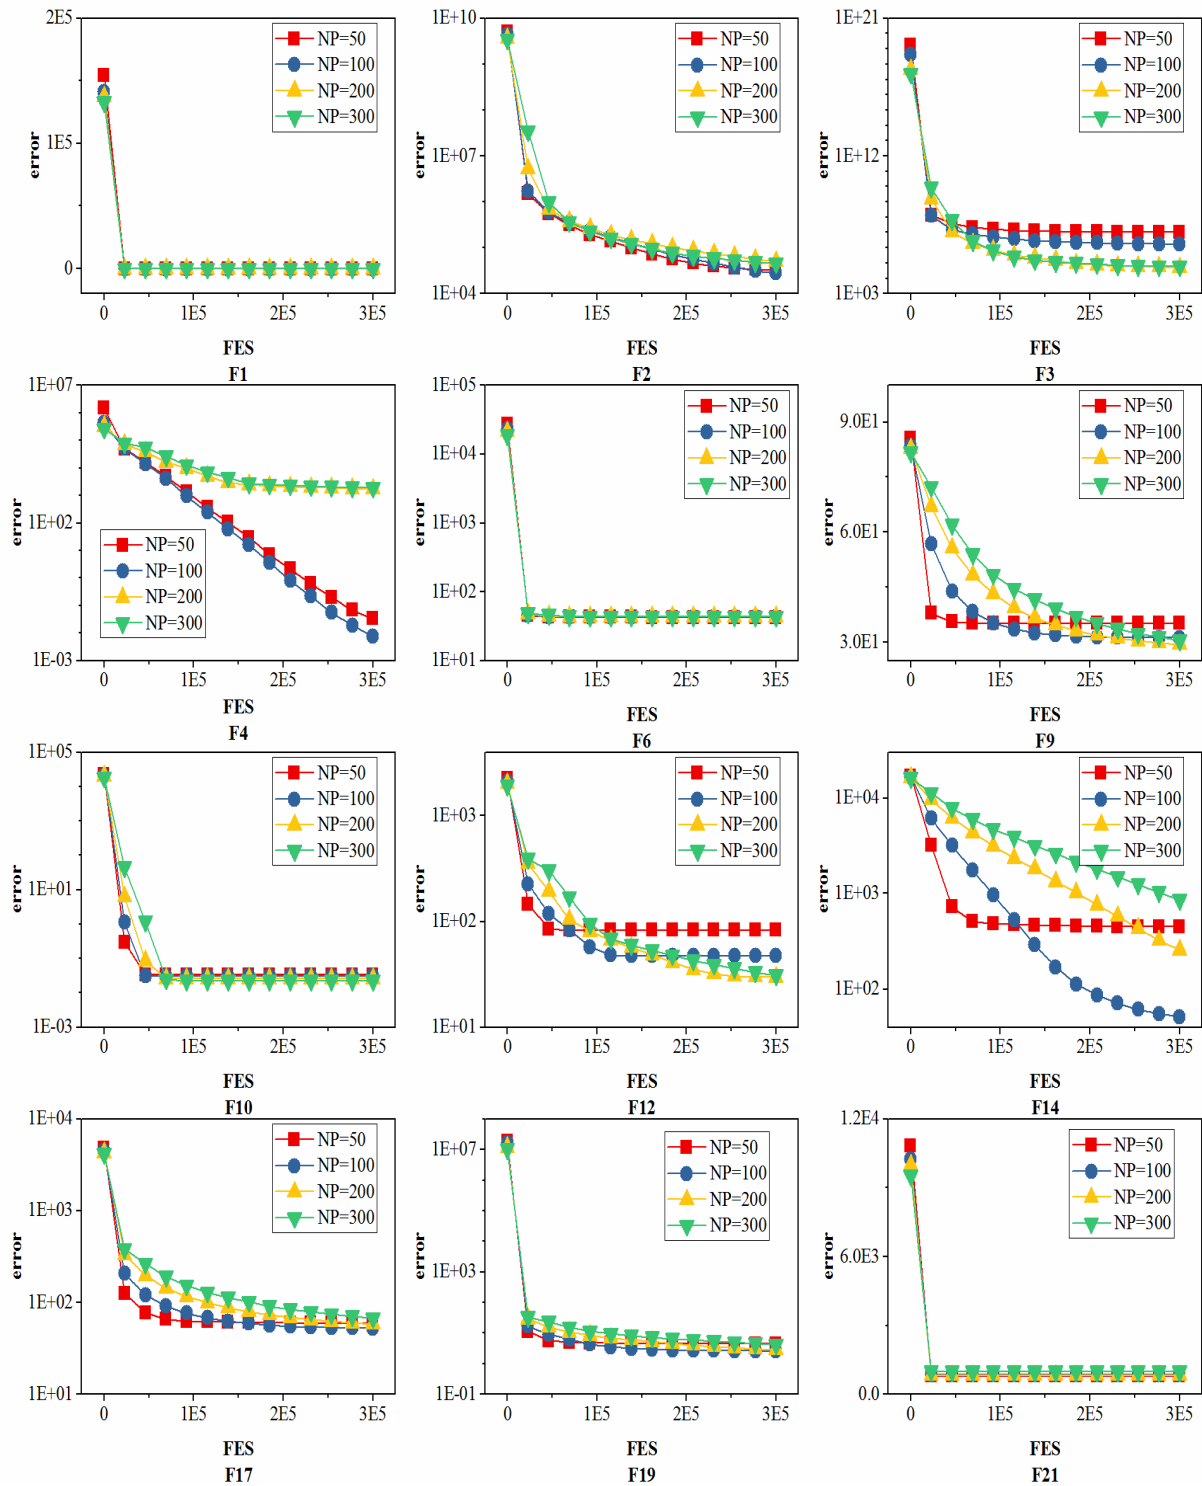 2E5
1E5
0
error
NP=50
NP=100
NP=200
NP=300
0
1E5
2E5
3E5
FES
F1
1E+10
1E+07
1E+04
error
NP=50
NP=100
NP=200
NP=300
0
1E5
2E5
3E5
FES
F2
1E+21
1E+12
1E+03
error
NP=50
NP=100
NP=200
NP=300
0
1E5
2E5
3E5
FES
F3
1E+07
1E+02
1E-03
error
NP=50
NP=100
NP=200
NP=300
0
1E5
2E5
3E5
FES
F4
1E+05
1E+04
1E+03
1E+02
1E+01
error
NP=50
NP=100
NP=200
NP=300
0
1E5
2E5
3E5
FES
F6
9.0E1
6.0E1
3.0E1
error
NP=50
NP=100
NP=200
NP=300
0
1E5
2E5
3E5
FES
F9
1E+05
1E+01
1E-03
error
NP=50
NP=100
NP=200
NP=300
0
1E5
2E5
3E5
FES
F10
1E+03
1E+02
1E+01
error
NP=50
NP=100
NP=200
NP=300
0
1E5
2E5
3E5
FES
F12
1E+04
1E+03
1E+02
error
NP=50
NP=100
NP=200
NP=300
0
1E5
2E5
3E5
FES
F14
1E+04
1E+03
1E+02
1E+01
error
NP=50
NP=100
NP=200
NP=300
0
1E5
2E5
3E5
FES
F17
1E+07
1E+03
1E-01
error
NP=50
NP=100
NP=200
NP=300
0
1E5
2E5
3E5
FES
F19
1.2E4
6.0E3
0.0
error
NP=50
NP=100
NP=200
NP=300
0
1E5
2E5
3E5
FES
F21